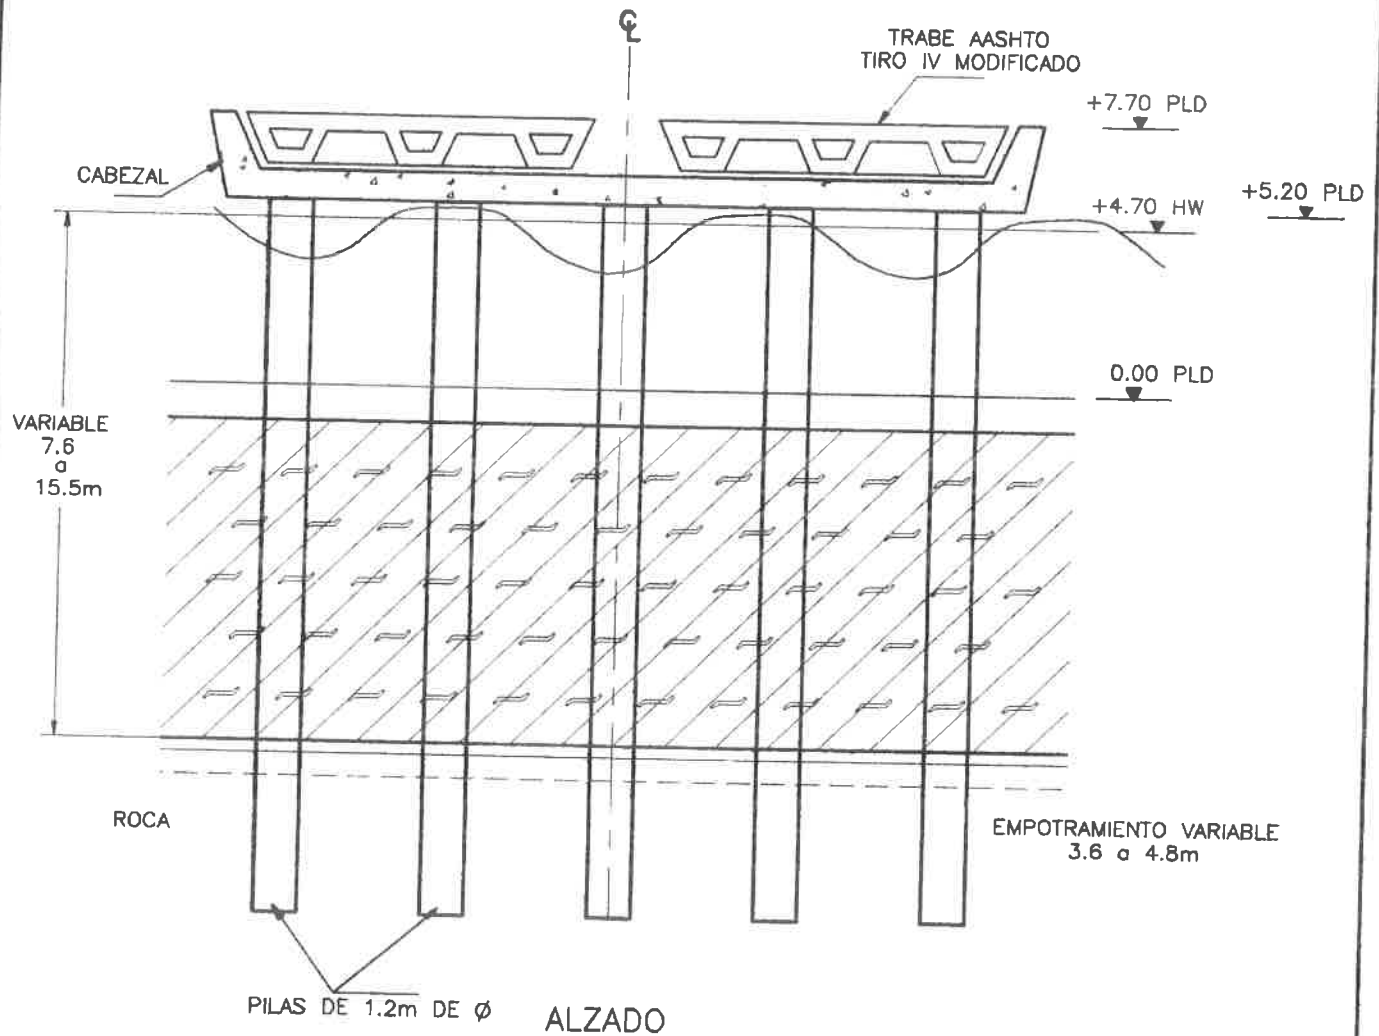 ℄
TRABE AASHTO
TIRO IV MODIFICADO
+7.70 PLD
CABEZAL
+5.20 PLD
+4.70 HW
0.00 PLD
VARIABLE
7.6
a
15.5m
ROCA
EMPOTRAMIENTO VARIABLE
3.6 a 4.8m
PILAS DE 1.2m DE Ø
ALZADO